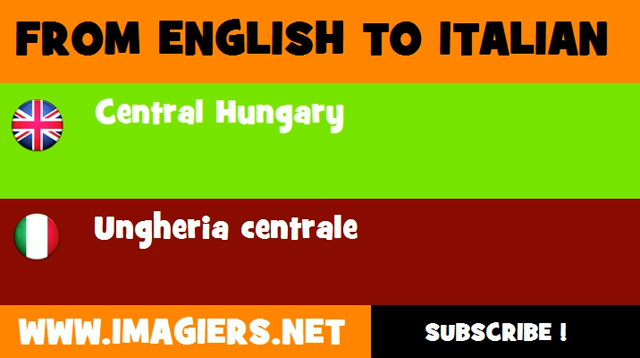 FROM ENGLISH TO ITALIAN
Central Hungary
Ungheria centrale
WWW.IMAGIERS.NET
SUBSCRIBE !